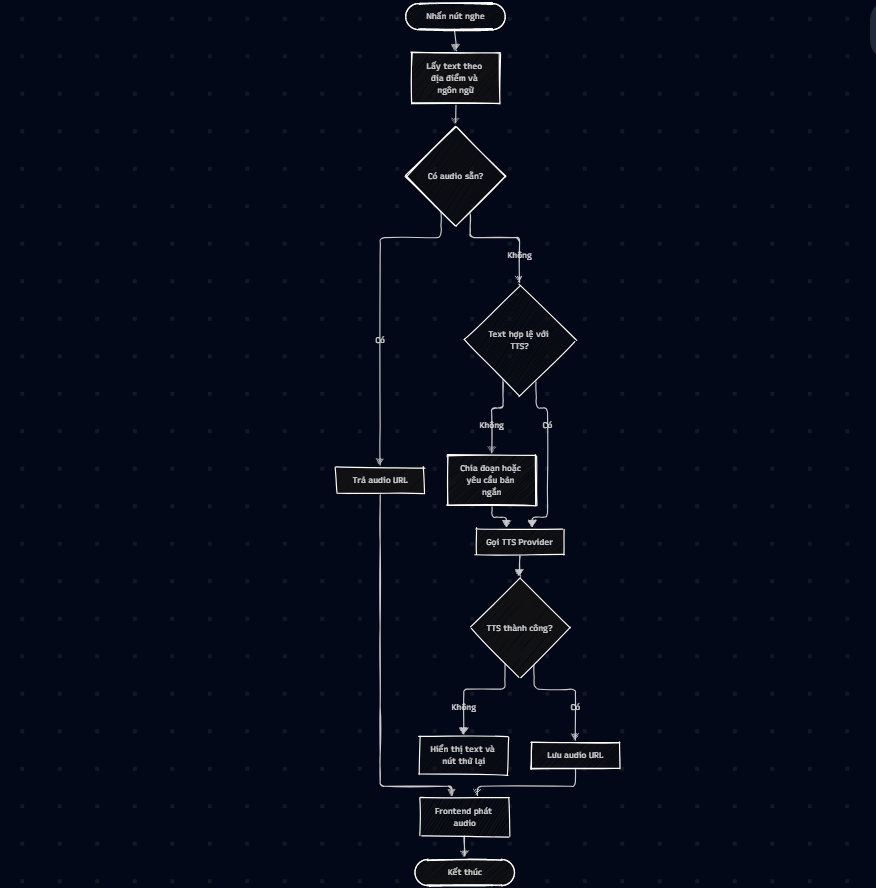 Nhấn nút nghe
Lấy text theo
địa điểm và
ngôn ngữ
Có audio sẵn?
Không
Text hợp lệ với
TTS?
Có
Không
Có
Chia đoạn hoặc
yêu cầu bản
ngắn
Trả audio URL
Gọi TTS Provider
TTS thành công?
Không
Có
Hiển thị text và
nút thử lại
Lưu audio URL
Frontend phát
audio
Kết thúc